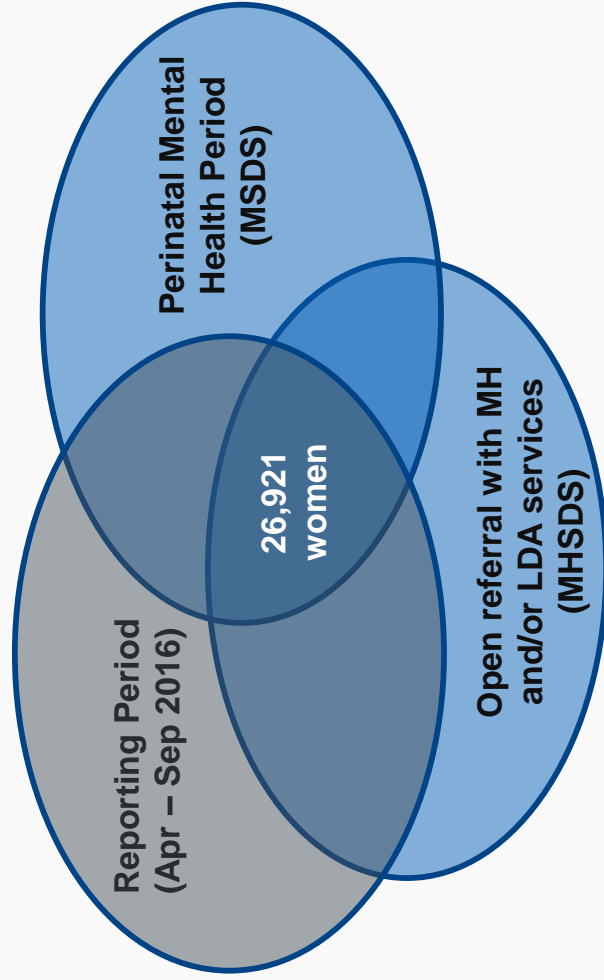 Reporting Period
(Apr – Sep 2016)
Perinatal Mental
Health Period
(MSDS)
26,921
women
Open referral with MH
and/or LDA services
(MHSDS)